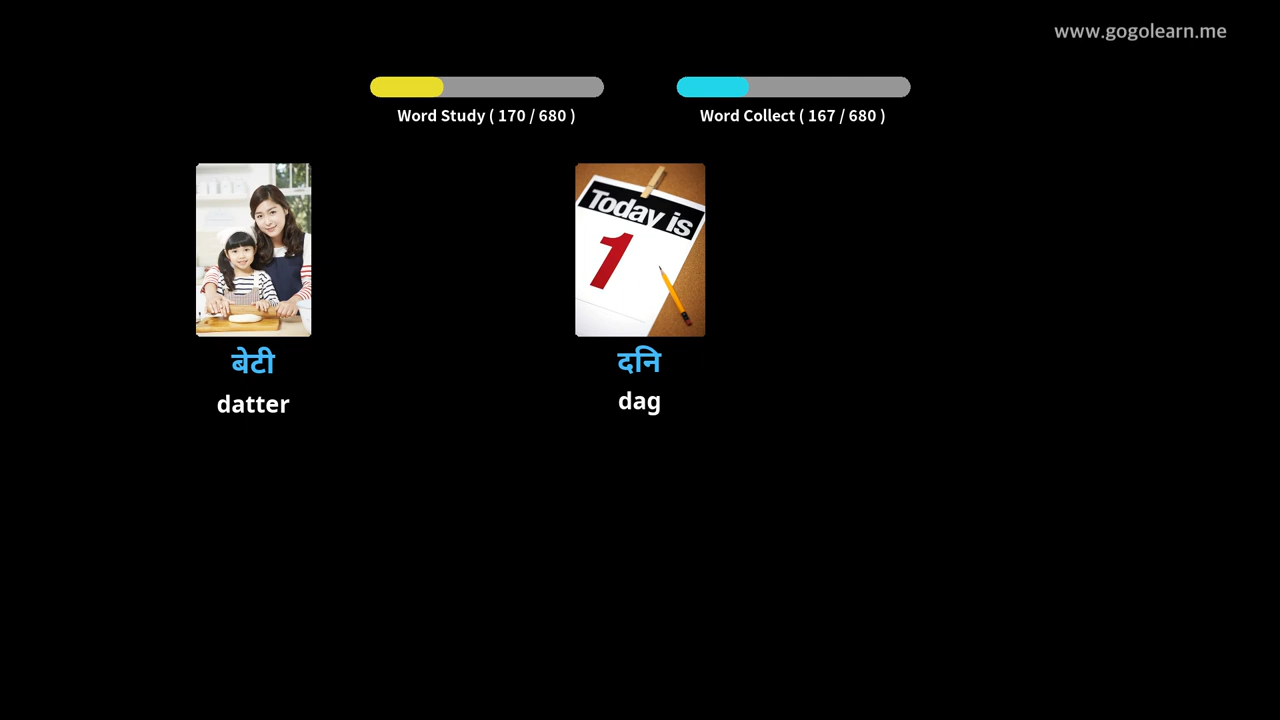 www.gogolearn.me
Word Study ( 170 / 680 )
Word Collect ( 167 / 680 )
Today is
1
बेटी
दनि
datter
dag